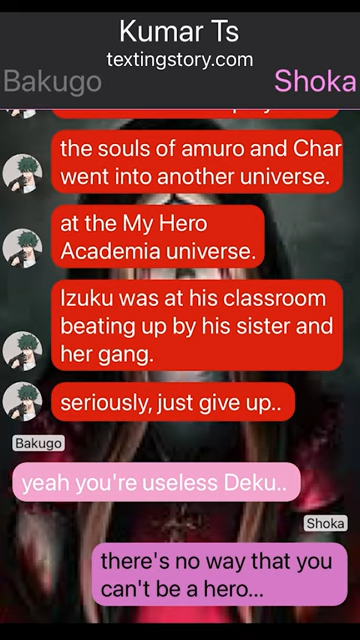 Kumar Ts
textingstory.com
Bakugo
Shoka
the souls of amuro and Char
went into another universe.
at the My Hero
Academia universe.
Izuku was at his classroom
beating up by his sister and
her gang.
seriously, just give up..
Bakugo
yeah you're useless Deku..
Shoka
there's no way that you
can't be a hero...